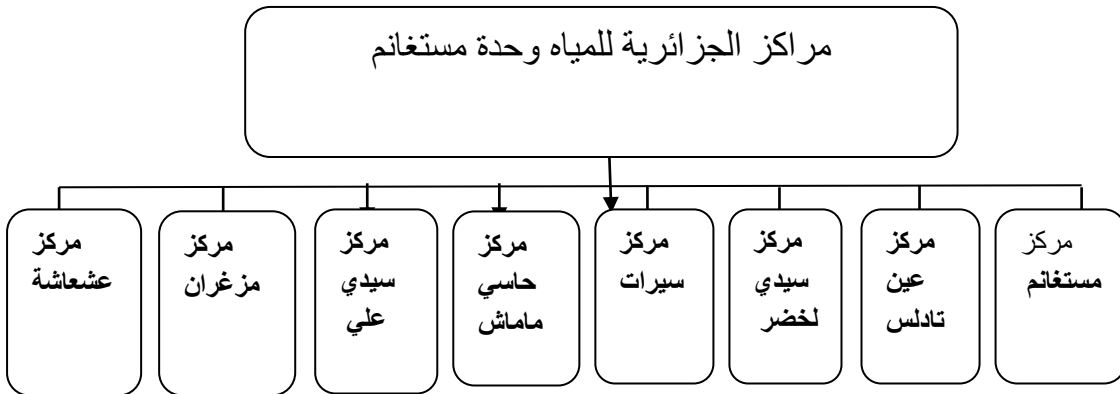 مراكز الجزائرية للمياه وحدة مستغانم
مركز
مستغانم
مركز
عين
تادلس
مركز
سيدي
لخضر
مركز
سيرات
مركز
حاسي
ماماش
مركز
سيدي
علي
مركز
مزغران
مركز
عشعاشة